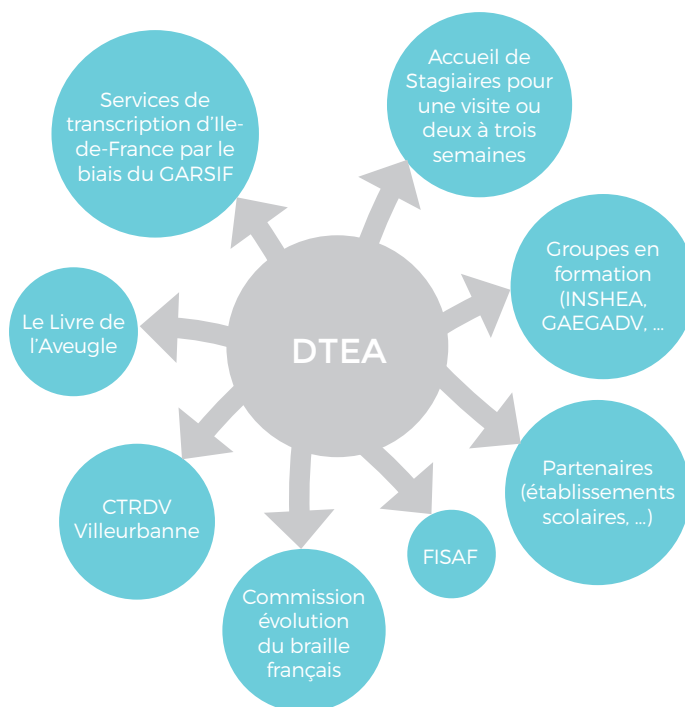 Services de
transcription d'Ile-
de-France par le
biais du GARSIF
Accueil de
Stagiaires pour
une visite ou
deux à trois
semaines
Groupes en
formation
(INSHEA,
GAEGADV, ...
Le Livre de
l'Aveugle
DTEA
Partenaires
(établissements
scolaires, ...)
CTRDV
Villeurbanne
FISAF
Commission
évolution
du braille
français